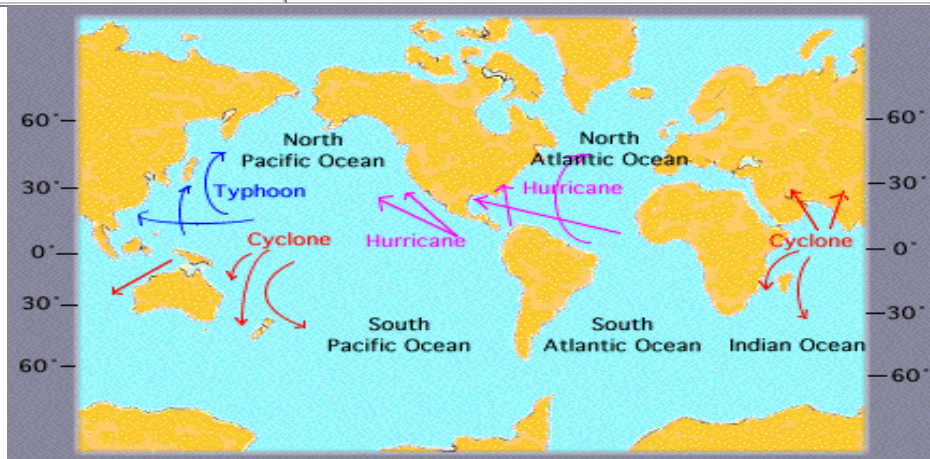 60°
60°
North
Pacific Ocean
North
Atlantic Ocean
30°
Typhoon
Hurricane
30°
Cyclone
Hurricane
Cyclone
0°
0°
30°
30°
South
Pacific Ocean
South
Atlantic Ocean
Indian Ocean
60°
60°